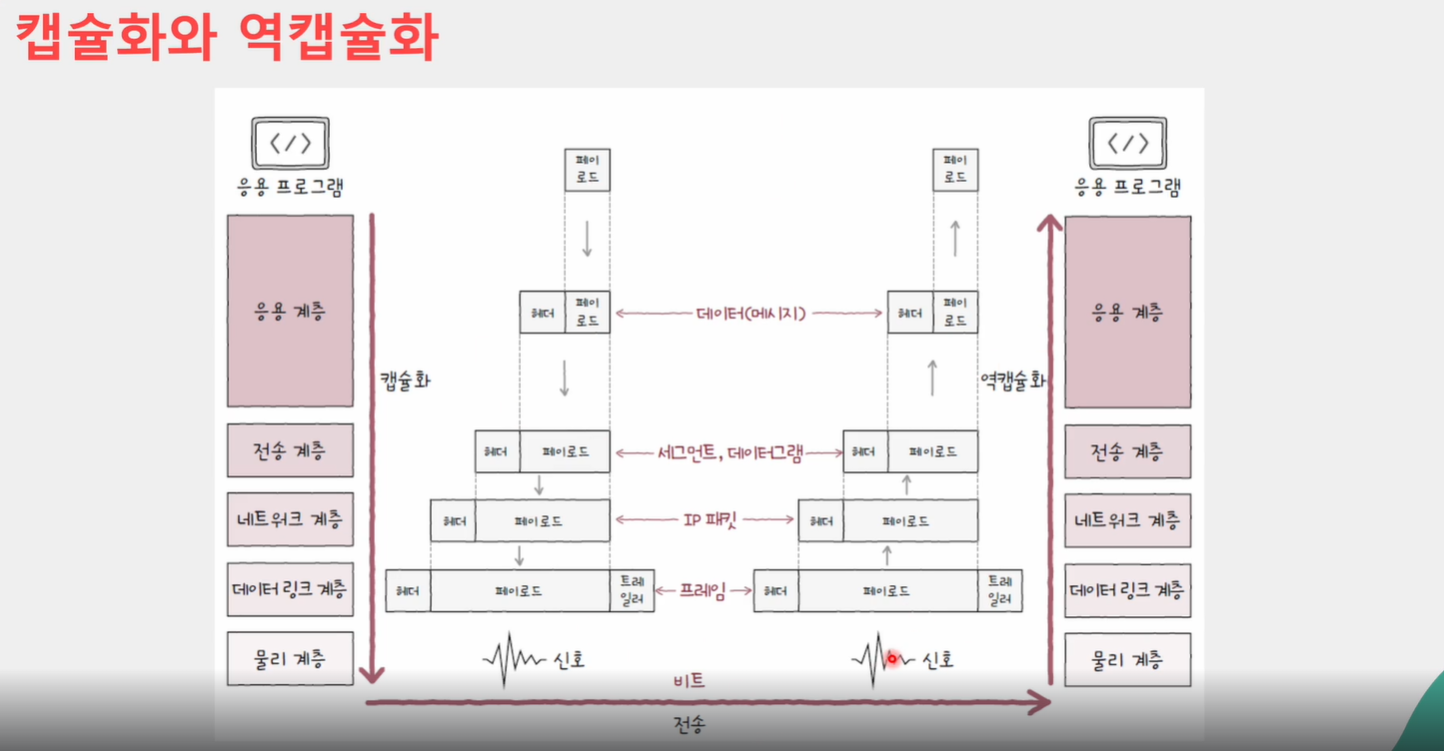 캡슐화와 역캡슐화
</>
응용 프로그램
응용 계층
전송 계층
네트워크 계층
데이터 링크 계층
물리 계층
캡슐화
페이
로드
헤더
페이
로드
헤더
페이로드
헤더
페이로드
헤더
페이로드
트레
일러
신호
데이터(메시지)
세그먼트, 데이터그램
IP 패킷
프레임
비트
전송
페이
로드
헤더
페이
로드
헤더
페이로드
헤더
페이로드
헤더
페이로드
트레
일러
신호
역캡슐화
</>
응용 프로그램
응용 계층
전송 계층
네트워크 계층
데이터 링크 계층
물리 계층